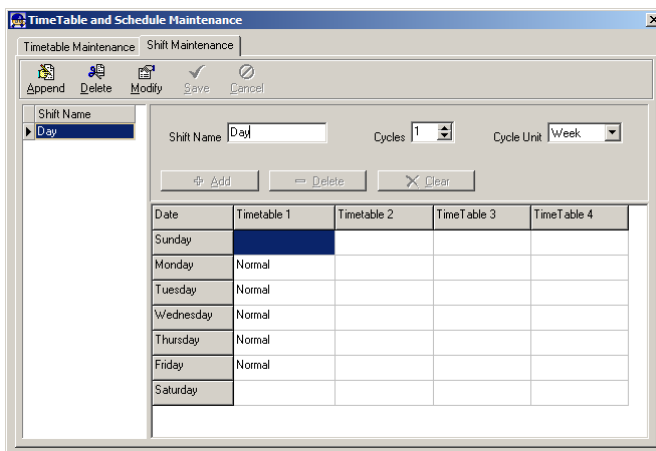 TimeTable and Schedule Maintenance
Timetable Maintenance Shift Maintenance
Append Delete Modify Save Cancel
Shift Name
Day
Shift Name Day Cycles 1 Cycle Unit Week
Add Delete Clear
Date Timetable 1 Timetable 2 TimeTable 3 TimeTable 4
Sunday
Monday Normal
Tuesday Normal
Wednesday Normal
Thursday Normal
Friday Normal
Saturday